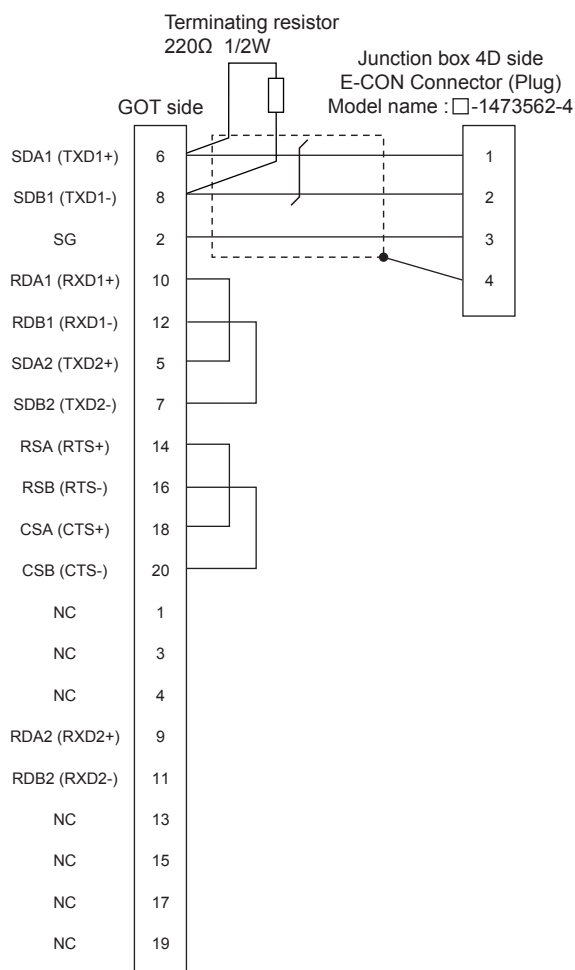 Terminating resistor
220Ω 1/2W
Junction box 4D side
E-CON Connector (Plug)
Model name : □-1473562-4
GOT side
SDA1 (TXD1+) 6 1
SDB1 (TXD1-) 8 2
SG 2 3
RDA1 (RXD1+) 10 4
RDB1 (RXD1-) 12
SDA2 (TXD2+) 5
SDB2 (TXD2-) 7
RSA (RTS+) 14
RSB (RTS-) 16
CSA (CTS+) 18
CSB (CTS-) 20
NC 1
NC 3
NC 4
RDA2 (RXD2+) 9
RDB2 (RXD2-) 11
NC 13
NC 15
NC 17
NC 19